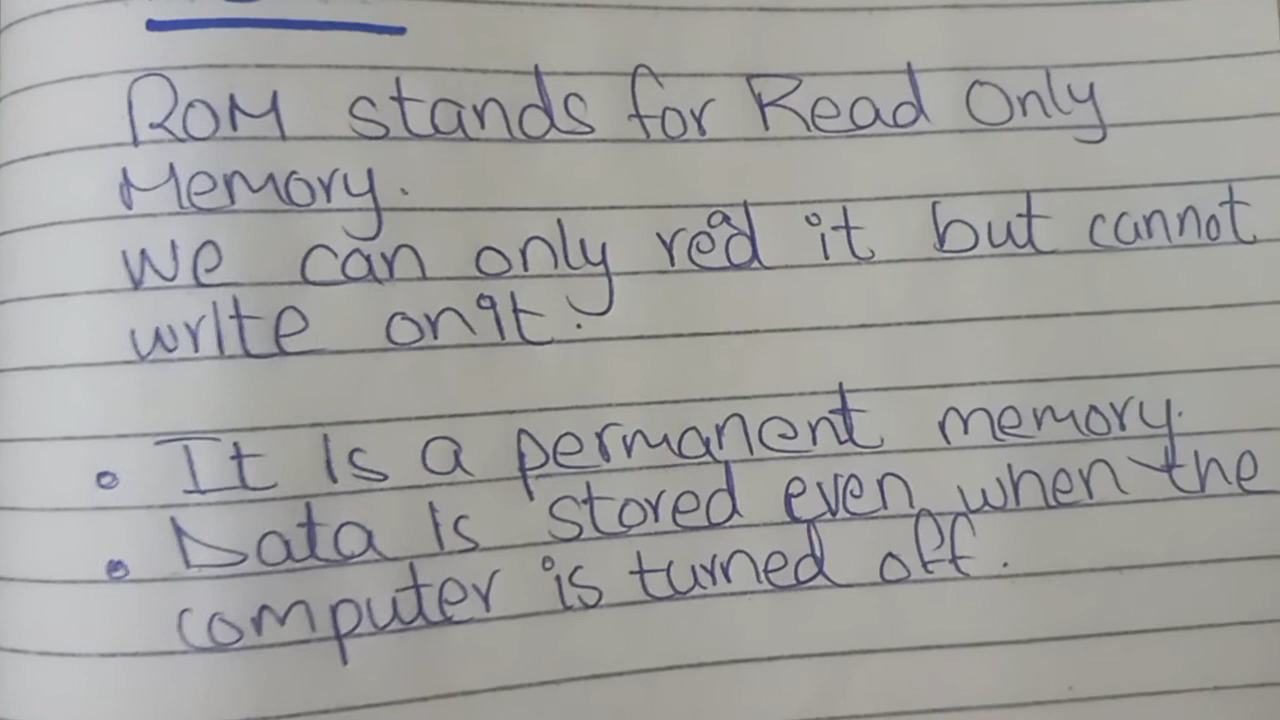 ROM stands for Read Only
Memory.
We can only read it but cannot
write on it.
• It is a permanent memory.
• Data is stored even when the
computer is turned off.